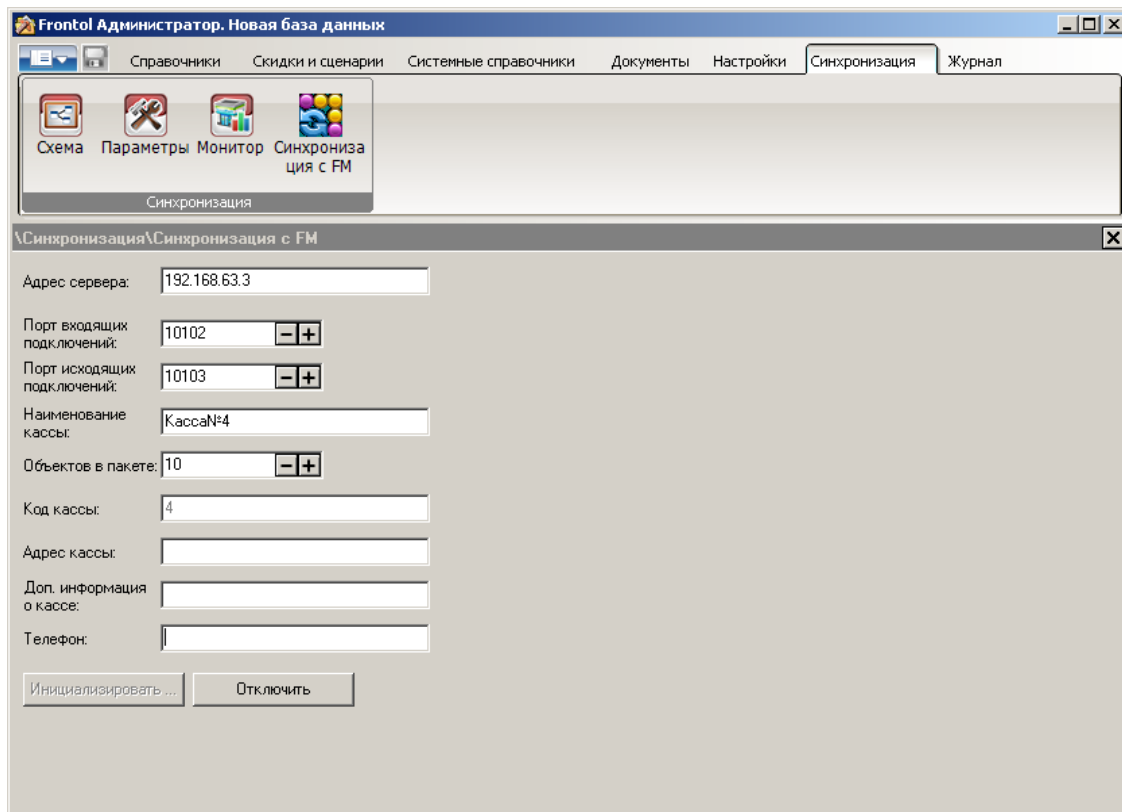 Frontol Администратор. Новая база данных
Справочники Скидки и сценарии Системные справочники Документы Настройки Синхронизация Журнал
Схема Параметры Монитор Синхрониза
ция с FM
Синхронизация
\Синхронизация\Синхронизация с FM
Адрес сервера: 192.168.63.3
Порт входящих
подключений: 10102
Порт исходящих
подключений: 10103
Наименование
кассы: Касса№4
Объектов в пакете: 10
Код кассы: 4
Адрес кассы:
Доп. информация
о кассе:
Телефон:
Инициализировать ... Отключить